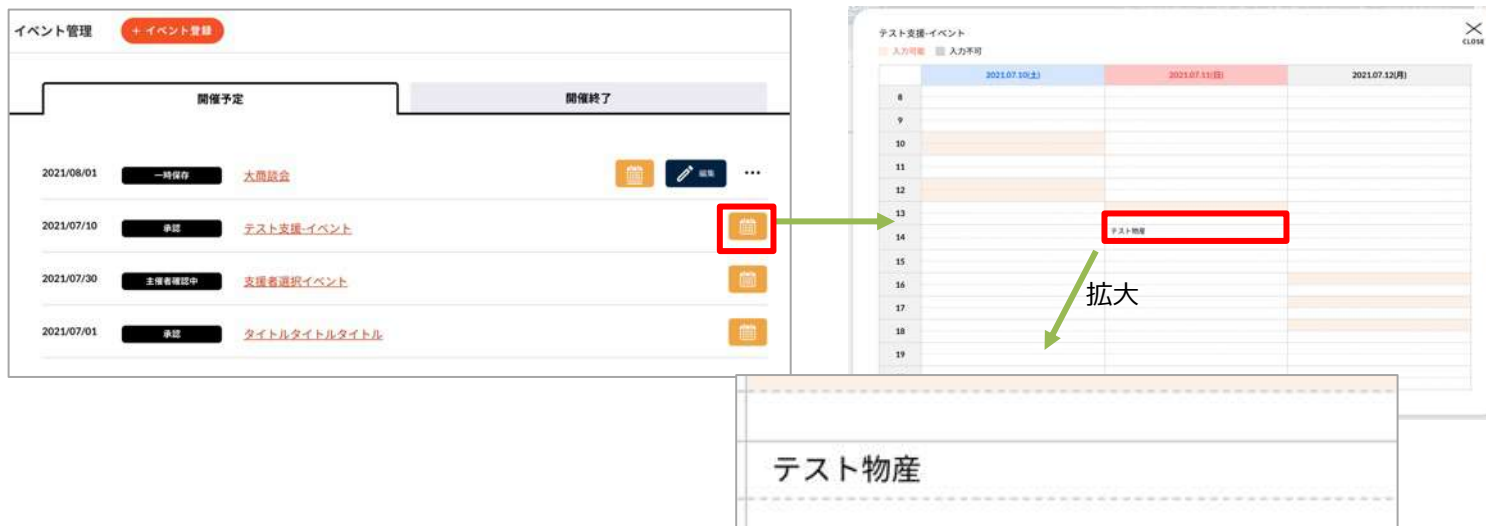 イベント管理
+ イベント登録
開催予定
開催終了
2021/08/01 一時保存 大商談会 編集 •••
2021/07/10 承認 テスト支援-イベント
2021/07/30 主催者確認中 支援者選択イベント
2021/07/01 承認 タイトルタイトルタイトル
テスト支援-イベント
CLOSE
入力可能 入力不可
2021.07.10(土) 2021.07.11(日) 2021.07.12(月)
8
9
10
11
12
13
テスト物産
14
15
16
17
18
19
拡大
テスト物産